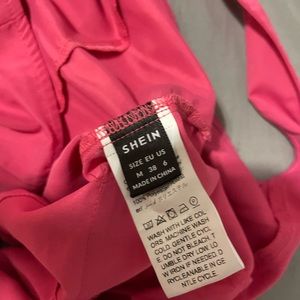 SHEIN
SIZE EU US
M 38 6
MADE IN CHINA
100%
WASH WITH LIKE COL
ORS. MACHINE WASH
COLD. GENTLE CYCL
E. DO NOT BLEACH. T
UMBLE DRY LOW. LO
W IRON IF NEEDED. D
RYCLEANABLE. GE
NTLE CYCLE.